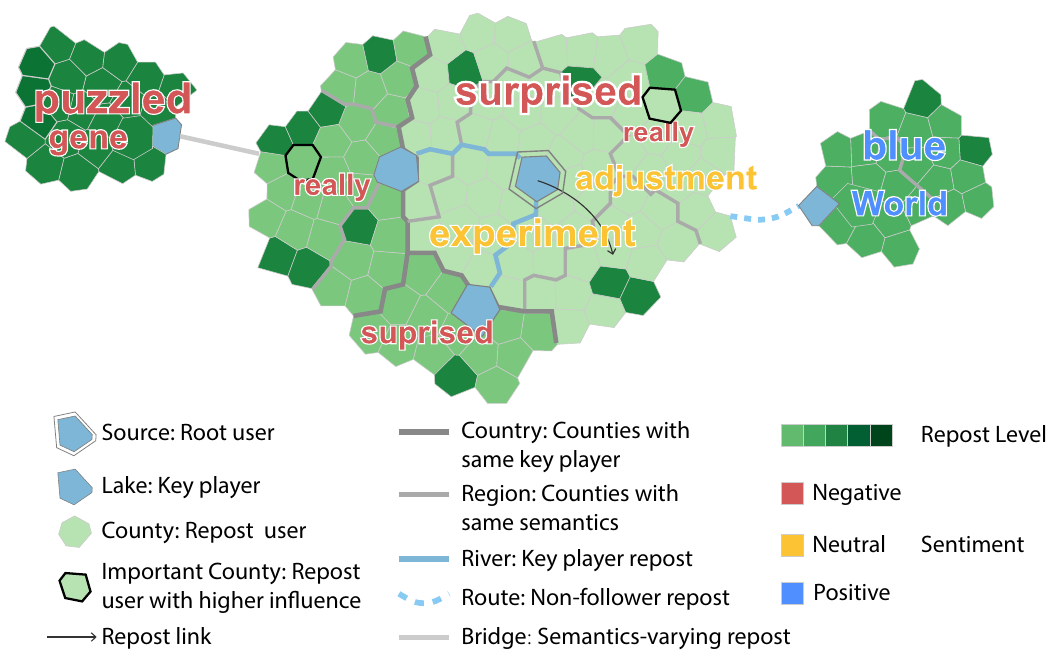 puzzled
gene
surprised
really
really
adjustment
experiment
suprised
blue
World
Source: Root user
Lake: Key player
County: Repost user
Important County: Repost
user with higher influence
Repost link
Country: Counties with
same key player
Region: Counties with
same semantics
River: Key player repost
Route: Non-follower repost
Bridge: Semantics-varying repost
Repost Level
Negative
Neutral Sentiment
Positive